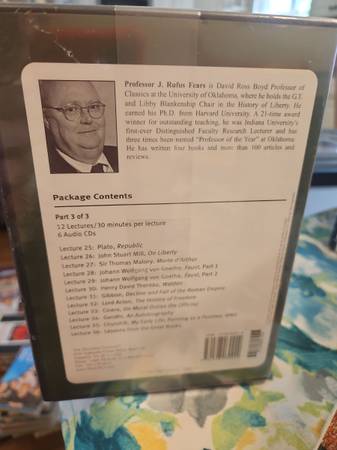 Professor J. Rufus Fears is David Ross Boyd Professor of
Classics at the University of Oklahoma, where he holds the G.T.
and Libby Blankenship Chair in the History of Liberty. He
earned his Ph.D. from Harvard University. A 21-time award
winner for outstanding teaching, he was Indiana University's
first-ever Distinguished Faculty Research Lecturer and has
three times been named "Professor of the Year" at Oklahoma.
He has written four books and more than 100 articles and
reviews.
Package Contents
Part 3 of 3
12 Lectures/30 minutes per lecture
6 Audio CDs
Lecture 25: Plato, Republic
Lecture 26: John Stuart Mill, On Liberty
Lecture 27: Sir Thomas Malory, Morte d'Arthur
Lecture 28: Johann Wolfgang von Goethe, Faust, Part 1
Lecture 29: Johann Wolfgang von Goethe, Faust, Part 2
Lecture 30: Henry David Thoreau, Walden
Lecture 31: Gibbon, Decline and Fall of the Roman Empire
Lecture 32: Lord Acton, The History of Freedom
Lecture 33: Cicero, On Moral Duties (De Officiis)
Lecture 34: Gandhi, An Autobiography
Lecture 35: Churchill, My Early Life; Painting as a Pastime; WWII
Lecture 36: Lessons from the Great Books